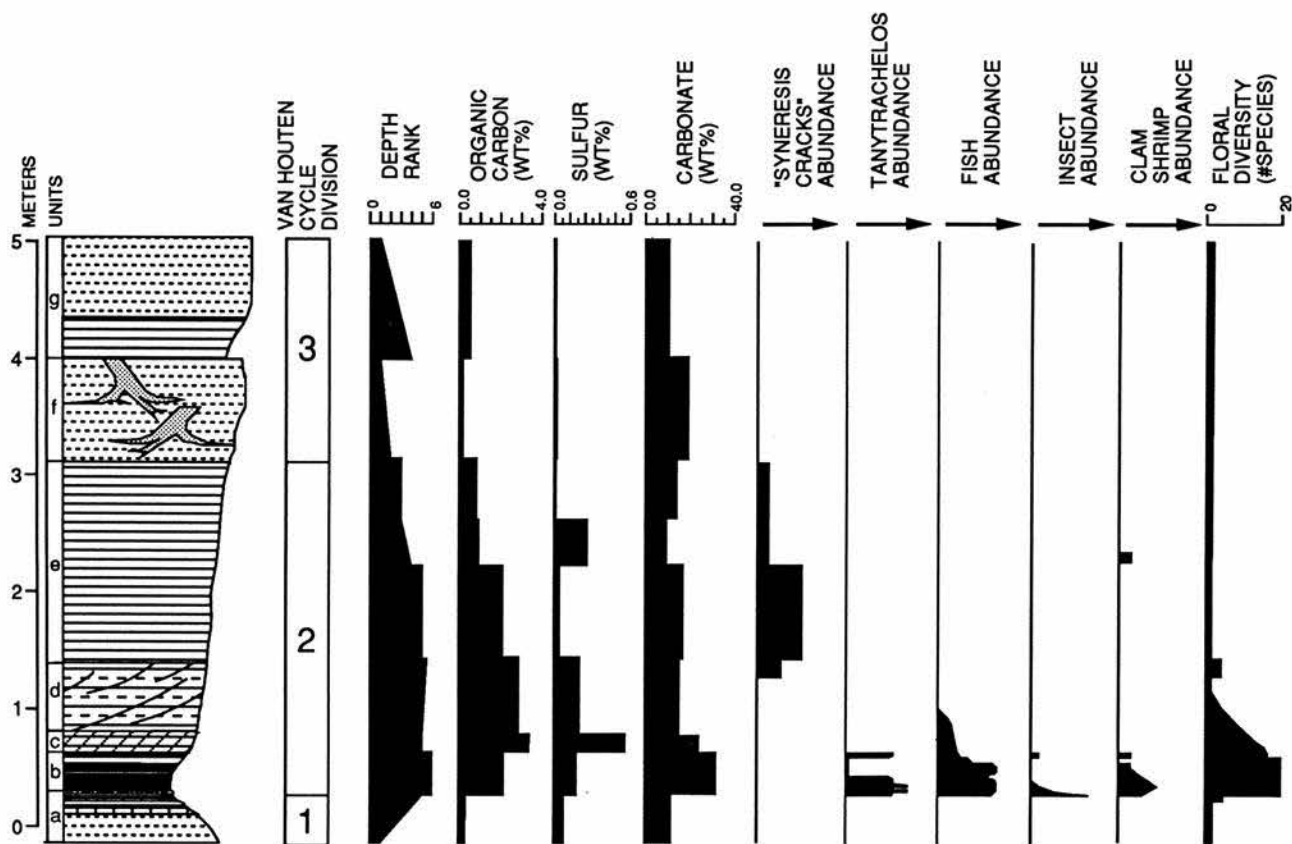 METERS
UNITS
VAN HOUTEN
CYCLE
DIVISION
DEPTH
RANK
0
6
ORGANIC
CARBON
(WT%)
0.0
4.0
SULFUR
(WT%)
0.0
0.6
CARBONATE
(WT%)
0.0
40.0
"SYNERESIS
CRACKS"
ABUNDANCE
TANYTRACHELOS
ABUNDANCE
FISH
ABUNDANCE
INSECT
ABUNDANCE
CLAM
SHRIMP
ABUNDANCE
FLORAL
DIVERSITY
(#SPECIES)
0
20
5
4
3
2
1
0
g
f
e
d
c
b
a
3
2
1